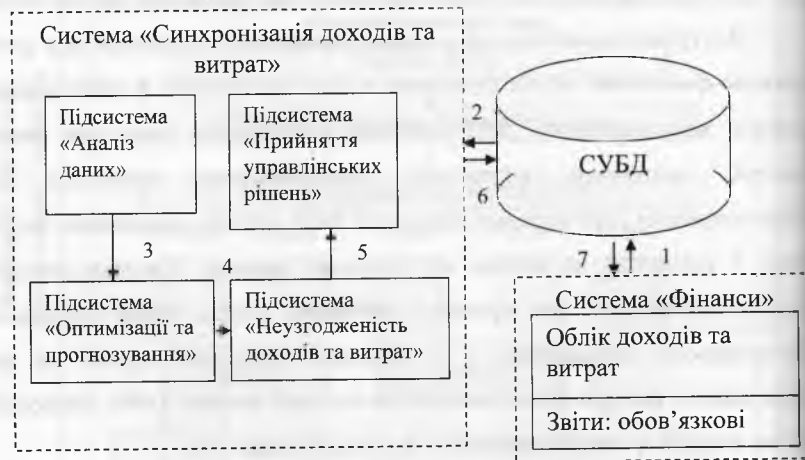 Система «Синхронізація доходів та
витрат»
Підсистема
«Аналіз
даних»
Підсистема
«Прийняття
управлінських
рішень»
2
СУБД
6
3
4
5
7
1
Підсистема
«Оптимізації та
прогнозування»
Підсистема
«Неузгодженість
доходів та витрат»
Система «Фінанси»
Облік доходів та
витрат
Звіти: обов’язкові